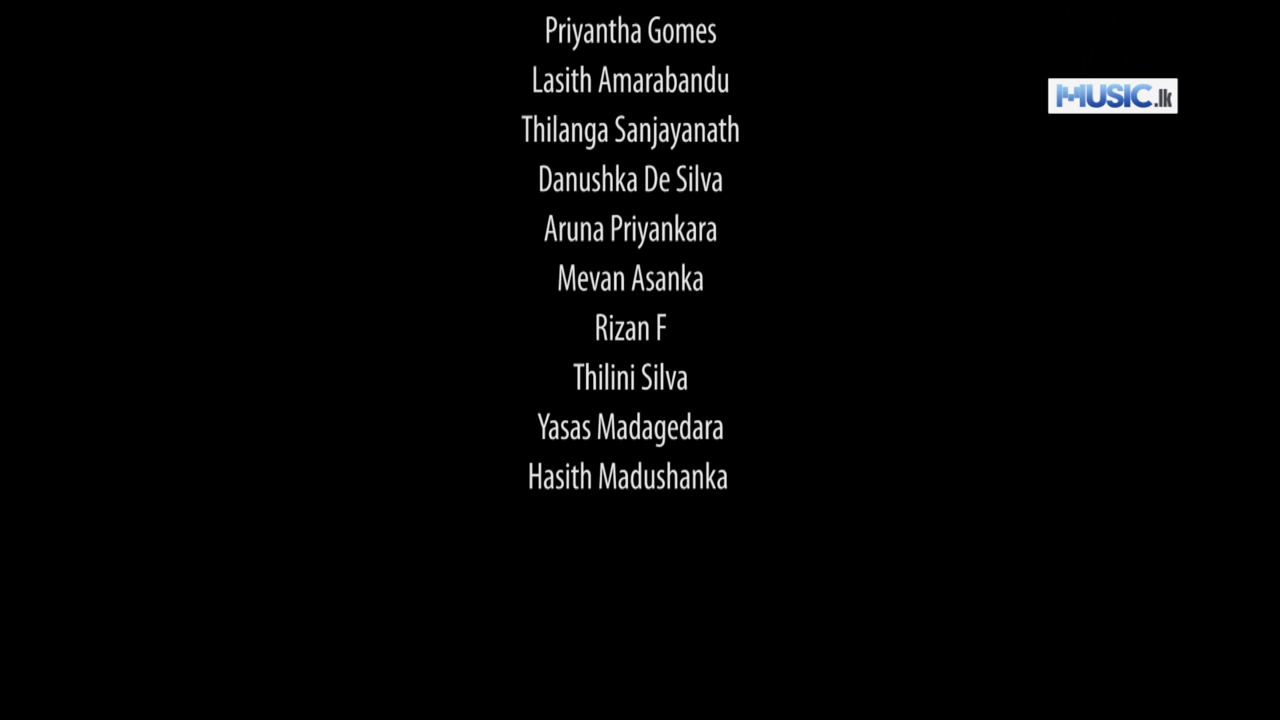 Priyantha Gomes
Lasith Amarabandu
MUSIC.lk
Thilanga Sanjayanath
Danushka De Silva
Aruna Priyankara
Mevan Asanka
Rizan F
Thilini Silva
Yasas Madagedara
Hasith Madushanka